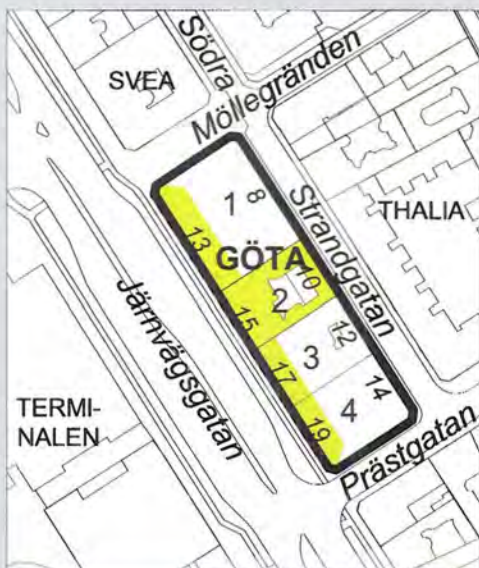 SVEA
Södra
Möllegränden
1
8
Strandgatan
THALIA
13
GÖTA
10
2
15
Järnvägsgatan
12
3
17
14
4
19
TERMI-
NALEN
Prästgatan